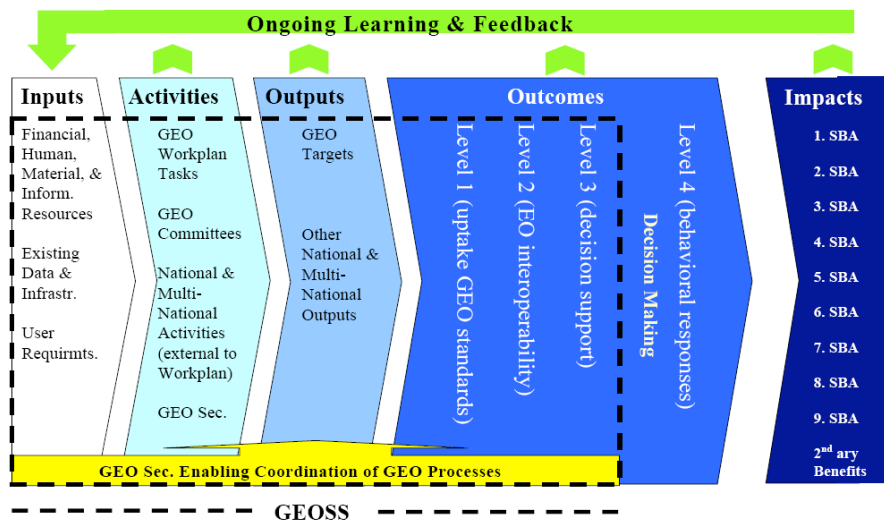 Ongoing Learning & Feedback
Inputs
Financial,
Human,
Material, &
Inform.
Resources
Existing
Data &
Infrastr.
User
Requirmts.
Activities
GEO
Workplan
Tasks
GEO
Committees
National &
Multi-
National
Activities
(external to
Workplan)
GEO Sec.
Outputs
GEO
Targets
Other
National &
Multi-
National
Outputs
Outcomes
Level 1 (uptake GEO standards)
Level 2 (EO interoperability)
Level 3 (decision support)
Decision Making
Level 4 (behavioral responses)
Impacts
1. SBA
2. SBA
3. SBA
4. SBA
5. SBA
6. SBA
7. SBA
8. SBA
9. SBA
2nd ary
Benefits
GEO Sec. Enabling Coordination of GEO Processes
GEOSS